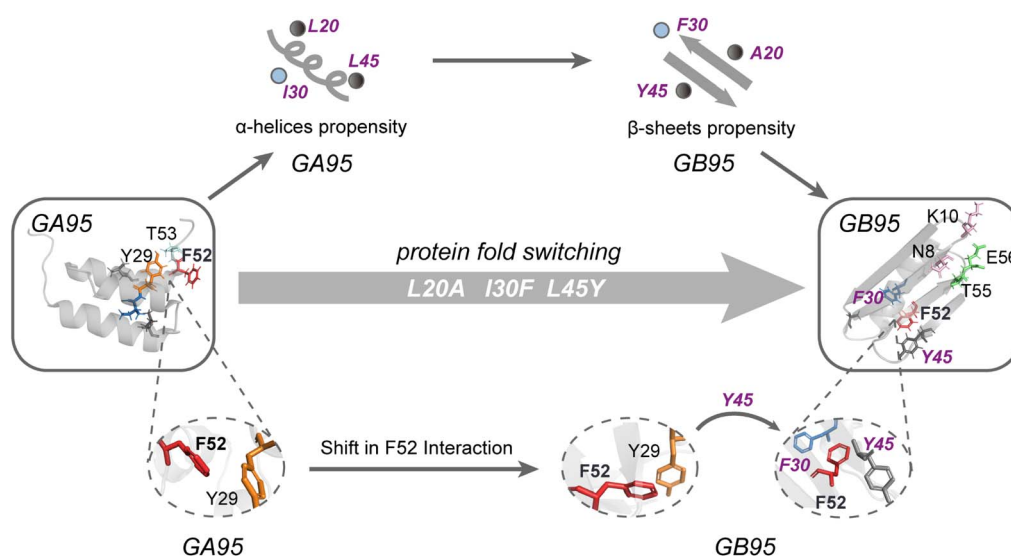 L20
L45
I30
α-helices propensity
GA95
F30
A20
Y45
β-sheets propensity
GB95
GA95
T53
Y29
F52
protein fold switching
L20A I30F L45Y
GB95
K10
N8
E56
T55
F30
F52
Y45
F52
Y29
GA95
Shift in F52 Interaction
Y29
F52
Y45
Y45
F30
F52
GB95